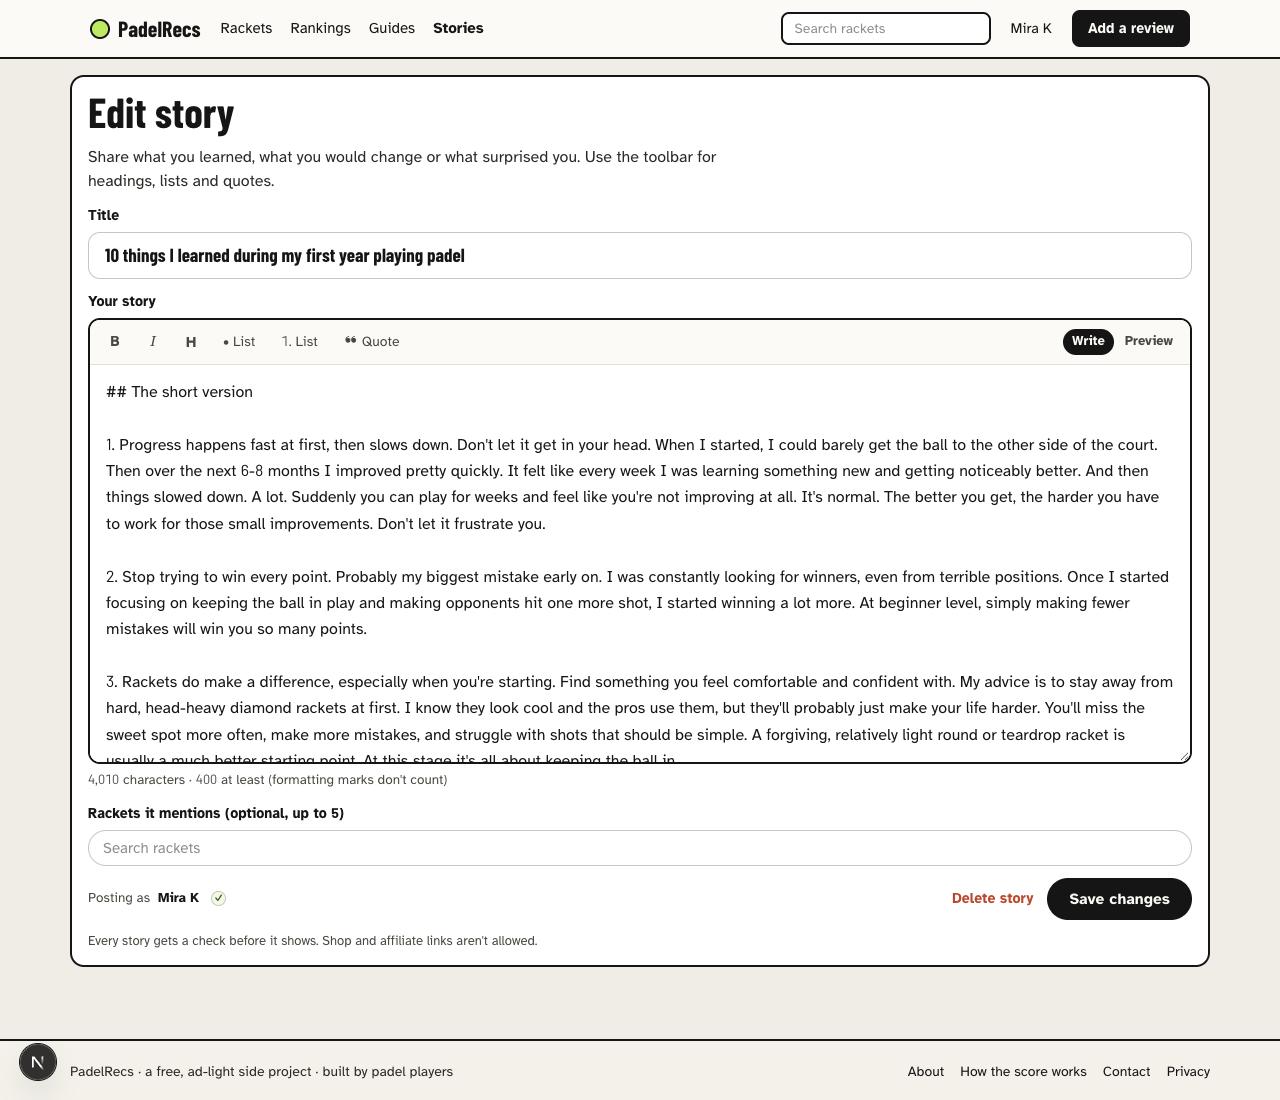 PadelRecs Rackets Rankings Guides Stories Search rackets Mira K Add a review
Edit story
Share what you learned, what you would change or what surprised you. Use the toolbar for
headings, lists and quotes.
Title
10 things I learned during my first year playing padel
Your story
B I H • List 1. List ❝ Quote Write Preview
## The short version
1. Progress happens fast at first, then slows down. Don't let it get in your head. When I started, I could barely get the ball to the other side of the court.
Then over the next 6-8 months I improved pretty quickly. It felt like every week I was learning something new and getting noticeably better. And then
things slowed down. A lot. Suddenly you can play for weeks and feel like you're not improving at all. It's normal. The better you get, the harder you have
to work for those small improvements. Don't let it frustrate you.
2. Stop trying to win every point. Probably my biggest mistake early on. I was constantly looking for winners, even from terrible positions. Once I started
focusing on keeping the ball in play and making opponents hit one more shot, I started winning a lot more. At beginner level, simply making fewer
mistakes will win you so many points.
3. Rackets do make a difference, especially when you're starting. Find something you feel comfortable and confident with. My advice is to stay away from
hard, head-heavy diamond rackets at first. I know they look cool and the pros use them, but they'll probably just make your life harder. You'll miss the
sweet spot more often, make more mistakes, and struggle with shots that should be simple. A forgiving, relatively light round or teardrop racket is
usually a much better starting point. At this stage it's all about keeping the ball in
4,010 characters · 400 at least (formatting marks don't count)
Rackets it mentions (optional, up to 5)
Search rackets
Posting as Mira K Delete story Save changes
Every story gets a check before it shows. Shop and affiliate links aren't allowed.
N
PadelRecs · a free, ad-light side project · built by padel players About How the score works Contact Privacy